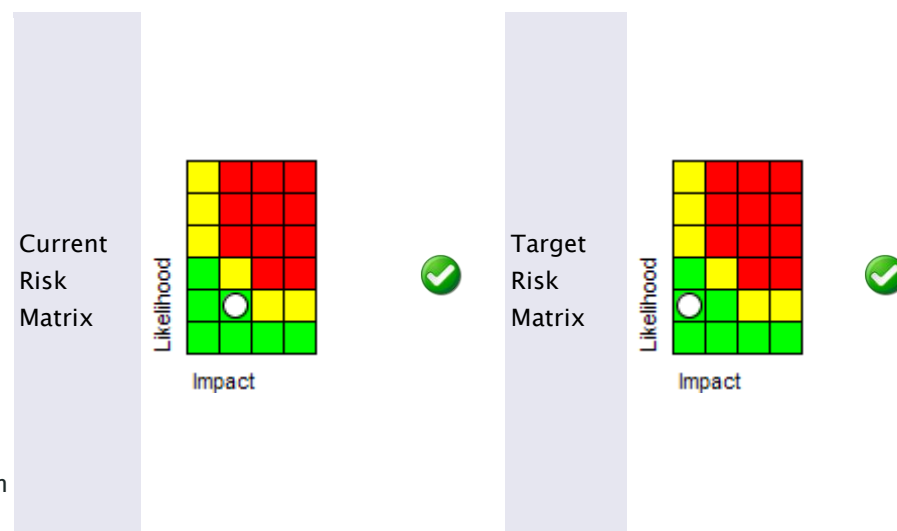 Current
Risk
Matrix
Likelihood
Impact
Target
Risk
Matrix
Likelihood
Impact